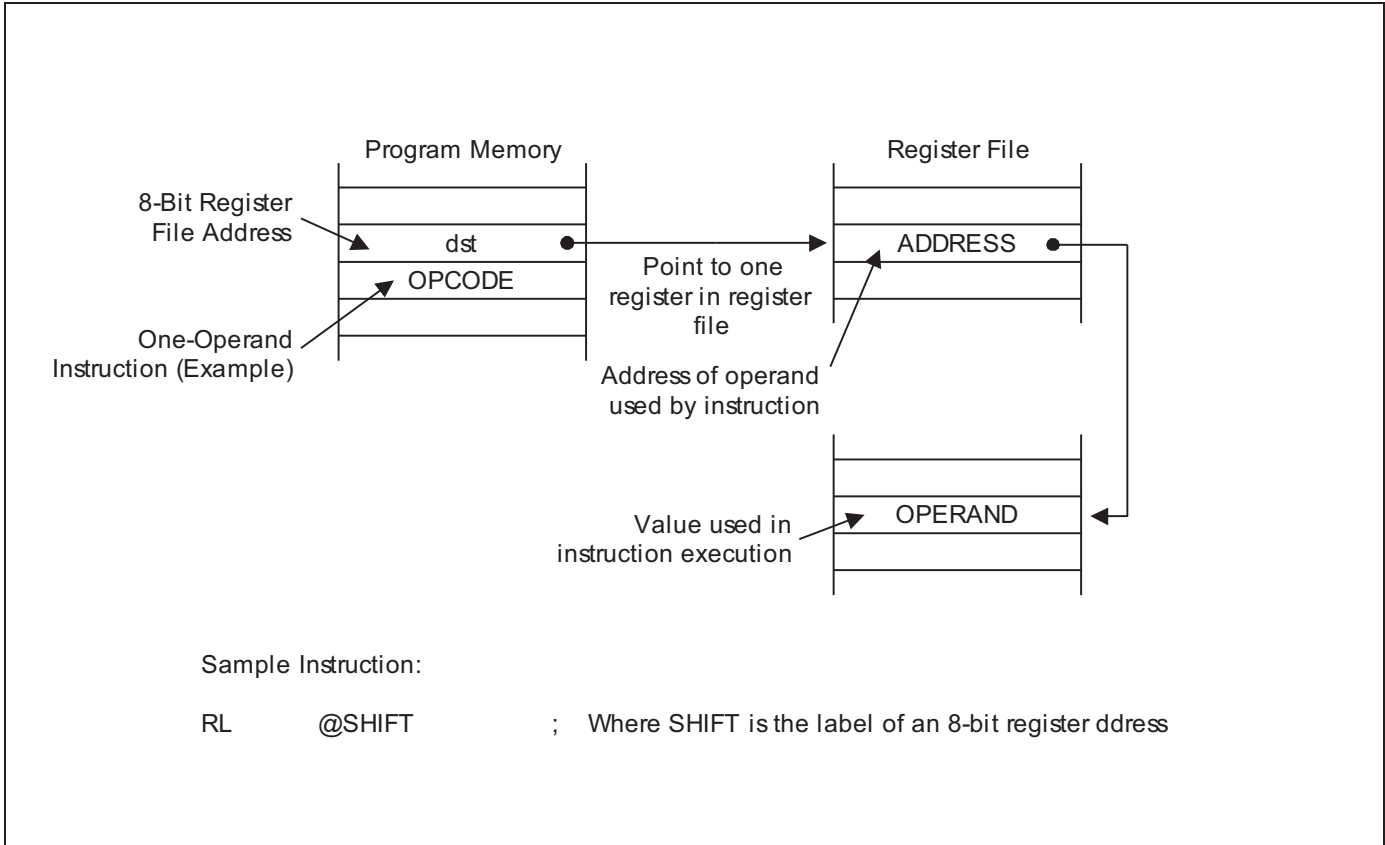 Program Memory
Register File
8-Bit Register
File Address
dst
ADDRESS
OPCODE
Point to one
register in register
file
One-Operand
Instruction (Example)
Address of operand
used by instruction
OPERAND
Value used in
instruction execution
Sample Instruction:
RL @SHIFT ; Where SHIFT is the label of an 8-bit register ddress